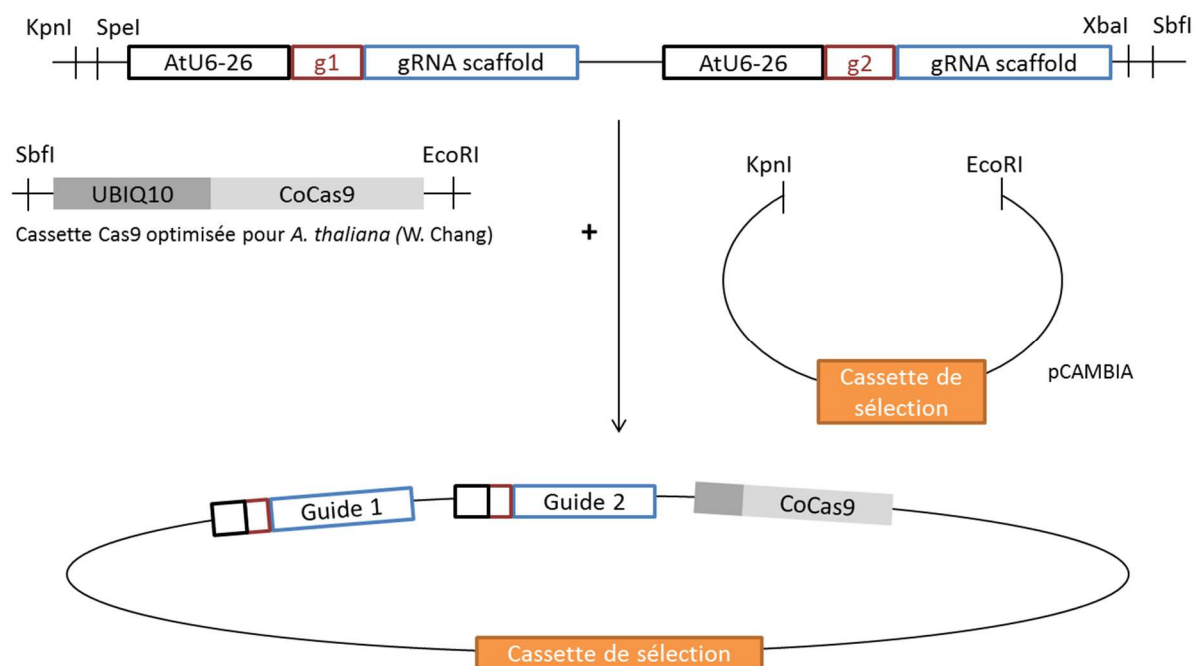 KpnI SpeI XbaI SbfI
AtU6-26 g1 gRNA scaffold AtU6-26 g2 gRNA scaffold
SbfI EcoRI
UBIQ10 CoCas9
Cassette Cas9 optimisée pour A. thaliana (W. Chang)
+
KpnI EcoRI
Cassette de
sélection
pCAMBIA
Guide 1 Guide 2 CoCas9
Cassette de sélection